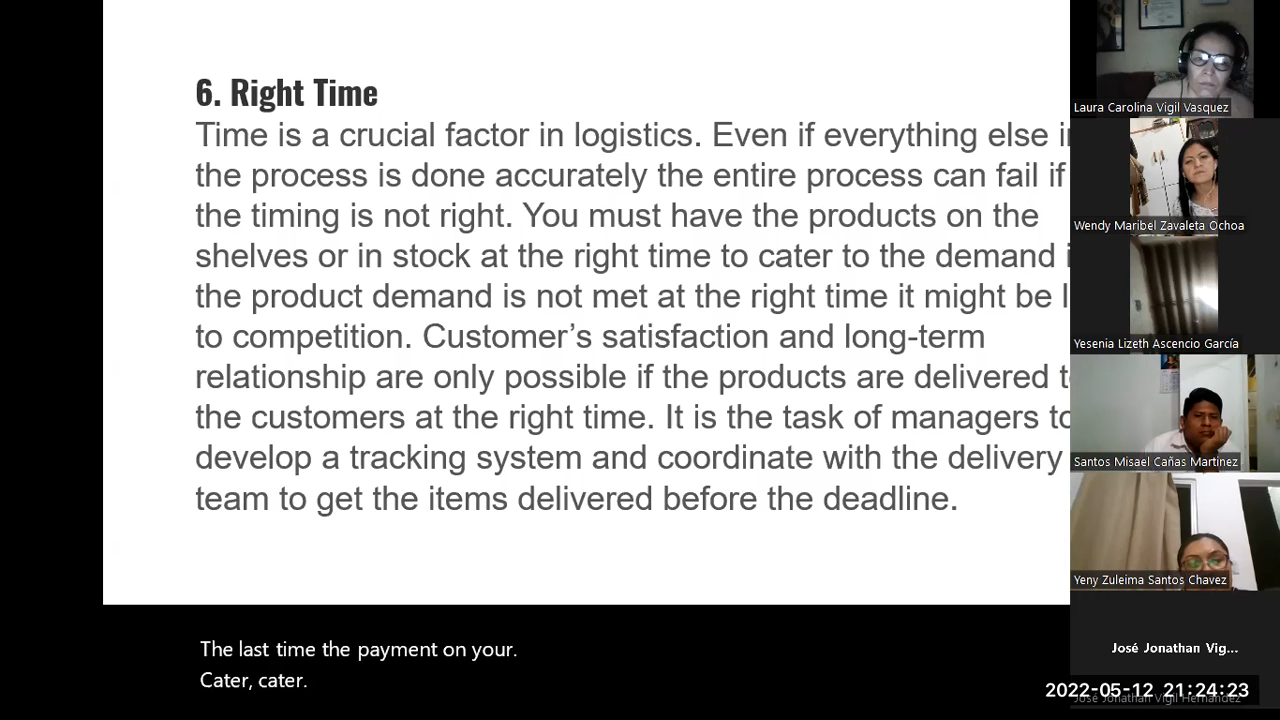 6. Right Time
Time is a crucial factor in logistics. Even if everything else
the process is done accurately the entire process can fail if
the timing is not right. You must have the products on the
shelves or in stock at the right time to cater to the demand
the product demand is not met at the right time it might be
to competition. Customer’s satisfaction and long-term
relationship are only possible if the products are delivered
the customers at the right time. It is the task of managers to
develop a tracking system and coordinate with the delivery
team to get the items delivered before the deadline.
The last time the payment on your.
Cater, cater.
Laura Carolina Vigil Vasquez
Wendy Maribel Zavaleta Ochoa
Yesenia Lizeth Ascencio García
Santos Misael Cañas Martinez
Yeny Zuleima Santos Chavez
José Jonathan Vig...
2022-05-12 21:24:23
José Jonathan Vigil Hernandez